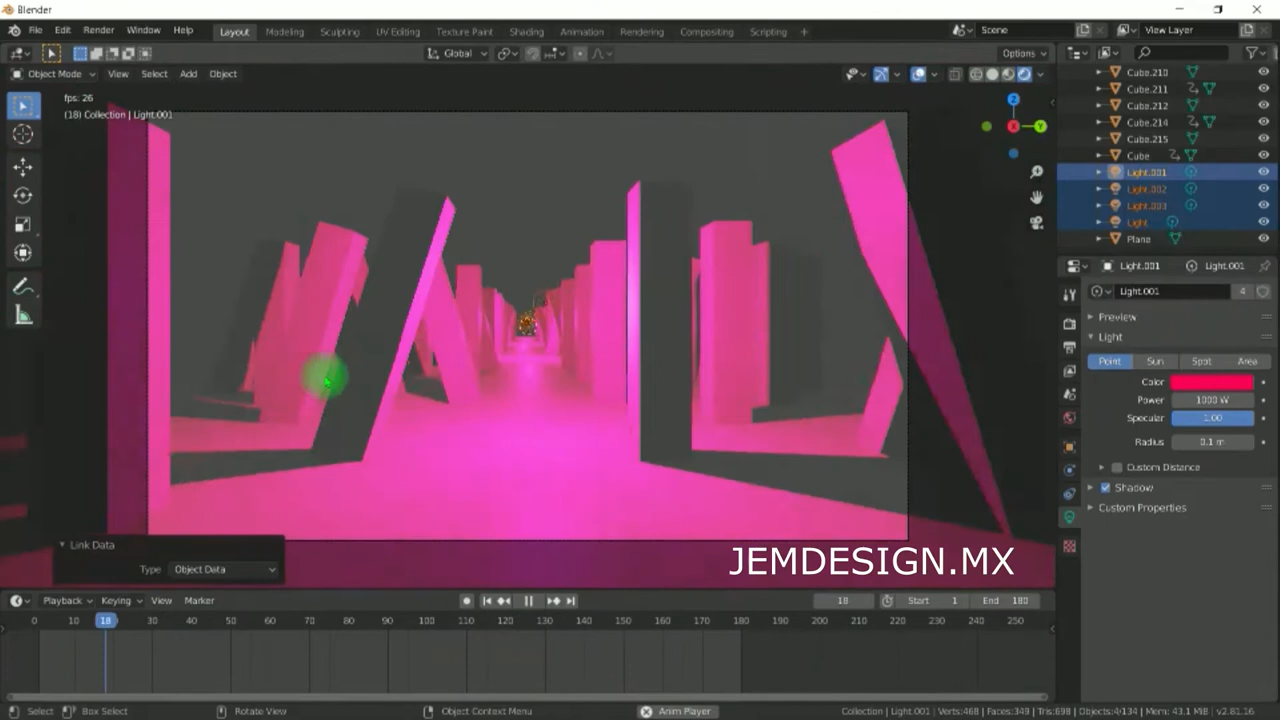 Blender
File Edit Render Window Help Layout Modeling Sculpting UV Editing Texture Paint Shading Animation Rendering Compositing Scripting + Scene View Layer
Global Options
Object Mode View Select Add Object
fps: 26
(18) Collection | Light.001
Z
X
Y
Cube.210
Cube.211
Cube.212
Cube.214
Cube.215
Cube
Light.001
Light.002
Light.003
Light
Plane
Light.001 Light.001
Light.001 4
Preview
Light
Point Sun Spot Area
Color
Power 1000 W
Specular 1.00
Radius 0.1 m
Custom Distance
Shadow
Custom Properties
Link Data
Type Object Data
JEMDESIGN.MX
Playback Keying View Marker 18 Start 1 End 180
0 10 18 30 40 50 60 70 80 90 100 110 120 130 140 150 160 170 180 190 200 210 220 230 240 250
Select Box Select Rotate View Object Context Menu Anim Player Collection | Light.001 | Verts:468 | Faces:349 | Tris:698 | Objects:4/134 | Mem: 43.1 MiB | v2.81.16